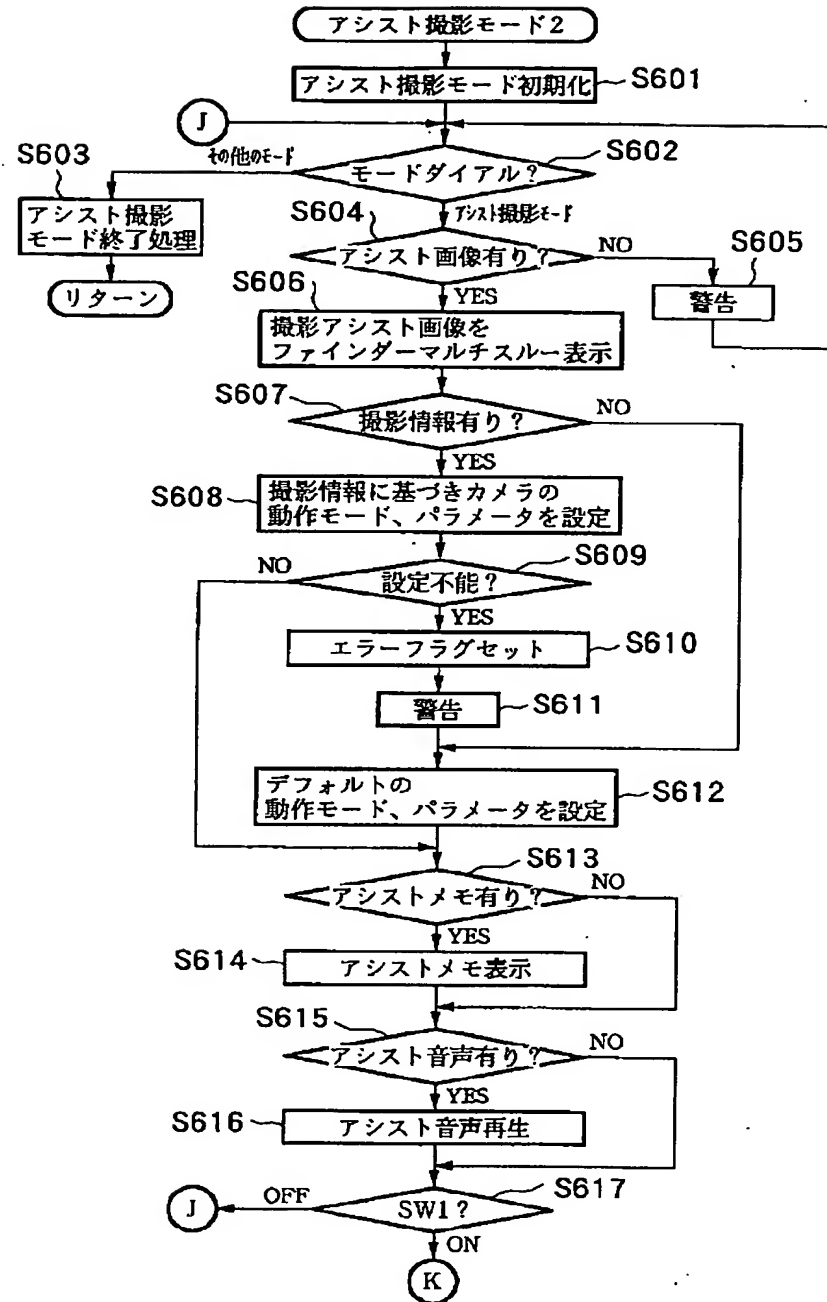 アシスト撮影モード2
アシスト撮影モード初期化
S601
J
S603
その他のモード
モードダイアル?
S602
アシスト撮影
モード終了処理
リターン
S604
アシスト撮影モード
アシスト画像有り?
NO
S605
警告
S606
YES
撮影アシスト画像を
ファインダーマルチスルー表示
S607
撮影情報有り?
NO
YES
S608
撮影情報に基づきカメラの
動作モード、パラメータを設定
NO
設定不能?
S609
YES
エラーフラグセット
S610
警告
S611
デフォルトの
動作モード、パラメータを設定
S612
S613
アシストメモ有り?
NO
YES
S614
アシストメモ表示
S615
アシスト音声有り?
NO
YES
S616
アシスト音声再生
S617
J
OFF
SW1?
ON
K